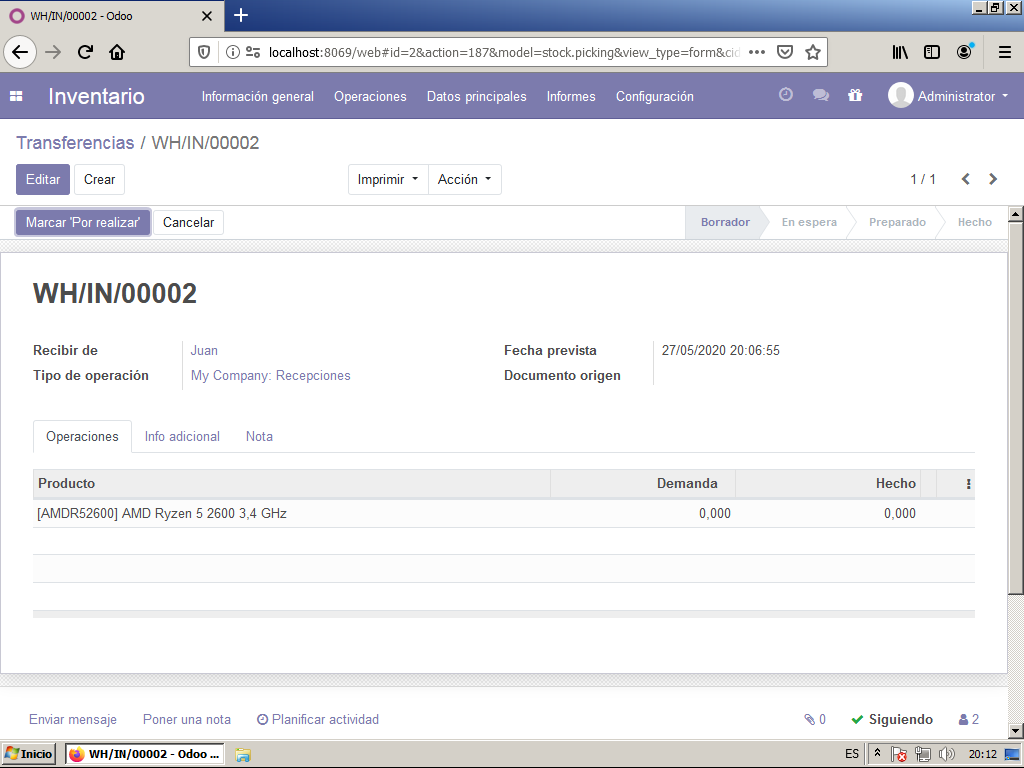 WH/IN/00002 - Odoo
localhost:8069/web#id=2&action=187&model=stock.picking&view_type=form&cid
Inventario Información general Operaciones Datos principales Informes Configuración Administrator
Transferencias / WH/IN/00002
Editar Crear Imprimir Acción 1 / 1
Marcar 'Por realizar' Cancelar Borrador En espera Preparado Hecho
WH/IN/00002
Recibir de Juan Fecha prevista 27/05/2020 20:06:55
Tipo de operación My Company: Recepciones Documento origen
Operaciones Info adicional Nota
Producto Demanda Hecho
[AMDR52600] AMD Ryzen 5 2600 3,4 GHz 0,000 0,000
Enviar mensaje Poner una nota Planificar actividad 0 Siguiendo 2
Inicio WH/IN/00002 - Odoo ... ES 20:12